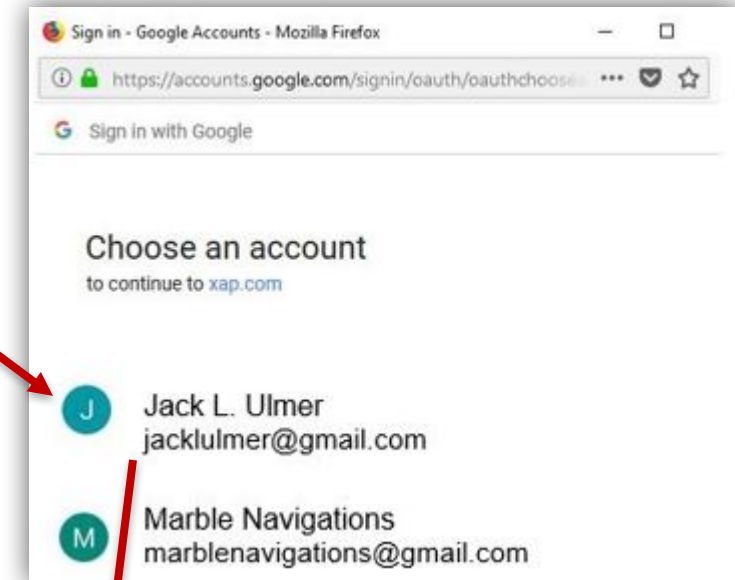 Sign in - Google Accounts - Mozilla Firefox
https://accounts.google.com/signin/oauth/oauthchoose
G Sign in with Google
Choose an account
to continue to xap.com
J
Jack L. Ulmer
jacklulmer@gmail.com
M
Marble Navigations
marblenavigations@gmail.com